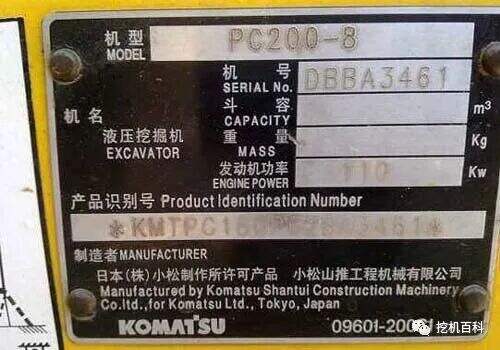 机型 MODEL PC200-8
机号 SERIAL No. DBBA3461
机名
斗容 CAPACITY m³
液压挖掘机 EXCAVATOR
重量 MASS Kg
发动机功率 ENGINE POWER 110 Kw
产品识别号 Product Identification Number
制造者 MANUFACTURER
日本(株)小松制作所许可产品 小松山推工程机械有限公司
Manufactured by Komatsu Shantui Construction Machinery
Co.ltd.,for Komatsu Ltd., Tokyo, Japan
KOMATSU
挖机百科